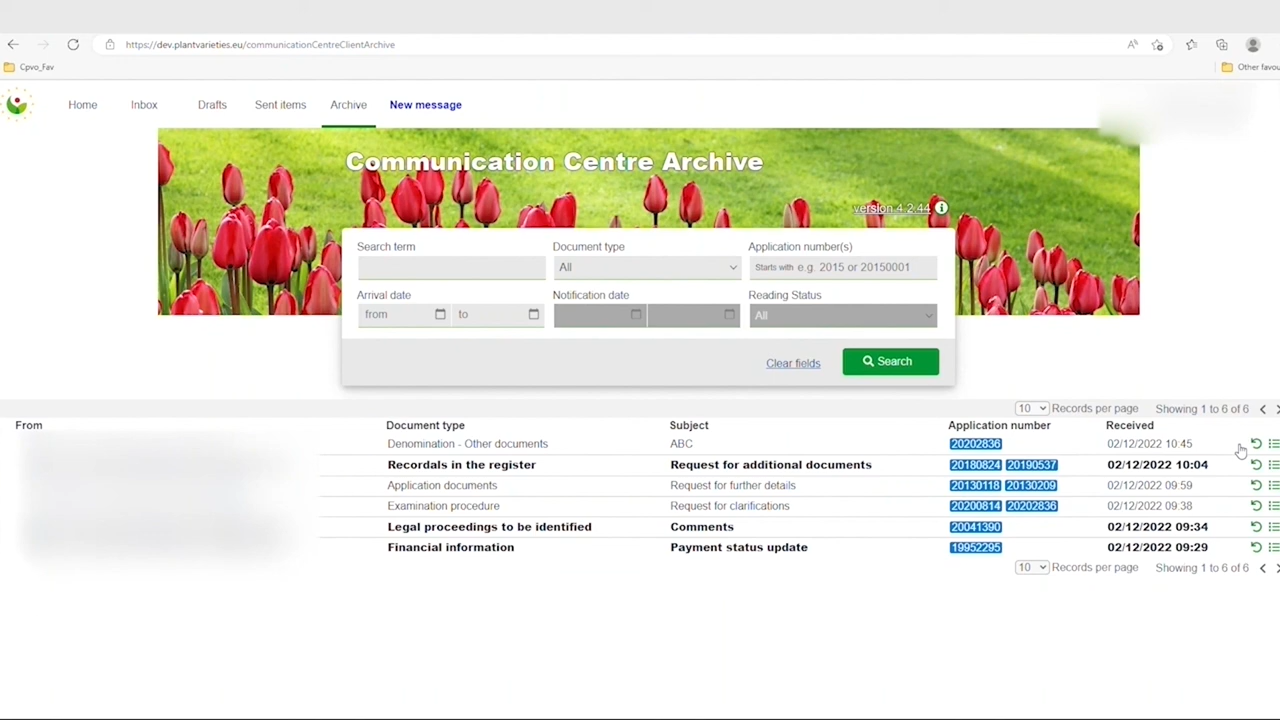 https://dev.plantvarieties.eu/communicationCentreClientArchive
Cpvo_Fav
Other favou
Home Inbox Drafts Sent items Archive New message
Communication Centre Archive
version 4.2.44
Search term Document type Application number(s)
All Starts with e.g. 2015 or 20150001
Arrival date Notification date Reading Status
from to All
Clear fields Search
10 Records per page Showing 1 to 6 of 6
From Document type Subject Application number Received
Denomination - Other documents ABC 20202836 02/12/2022 10:45
Recordals in the register Request for additional documents 20180824 20190537 02/12/2022 10:04
Application documents Request for further details 20130118 20130209 02/12/2022 09:59
Examination procedure Request for clarifications 20200814 20202836 02/12/2022 09:38
Legal proceedings to be identified Comments 20041390 02/12/2022 09:34
Financial information Payment status update 19952295 02/12/2022 09:29
10 Records per page Showing 1 to 6 of 6